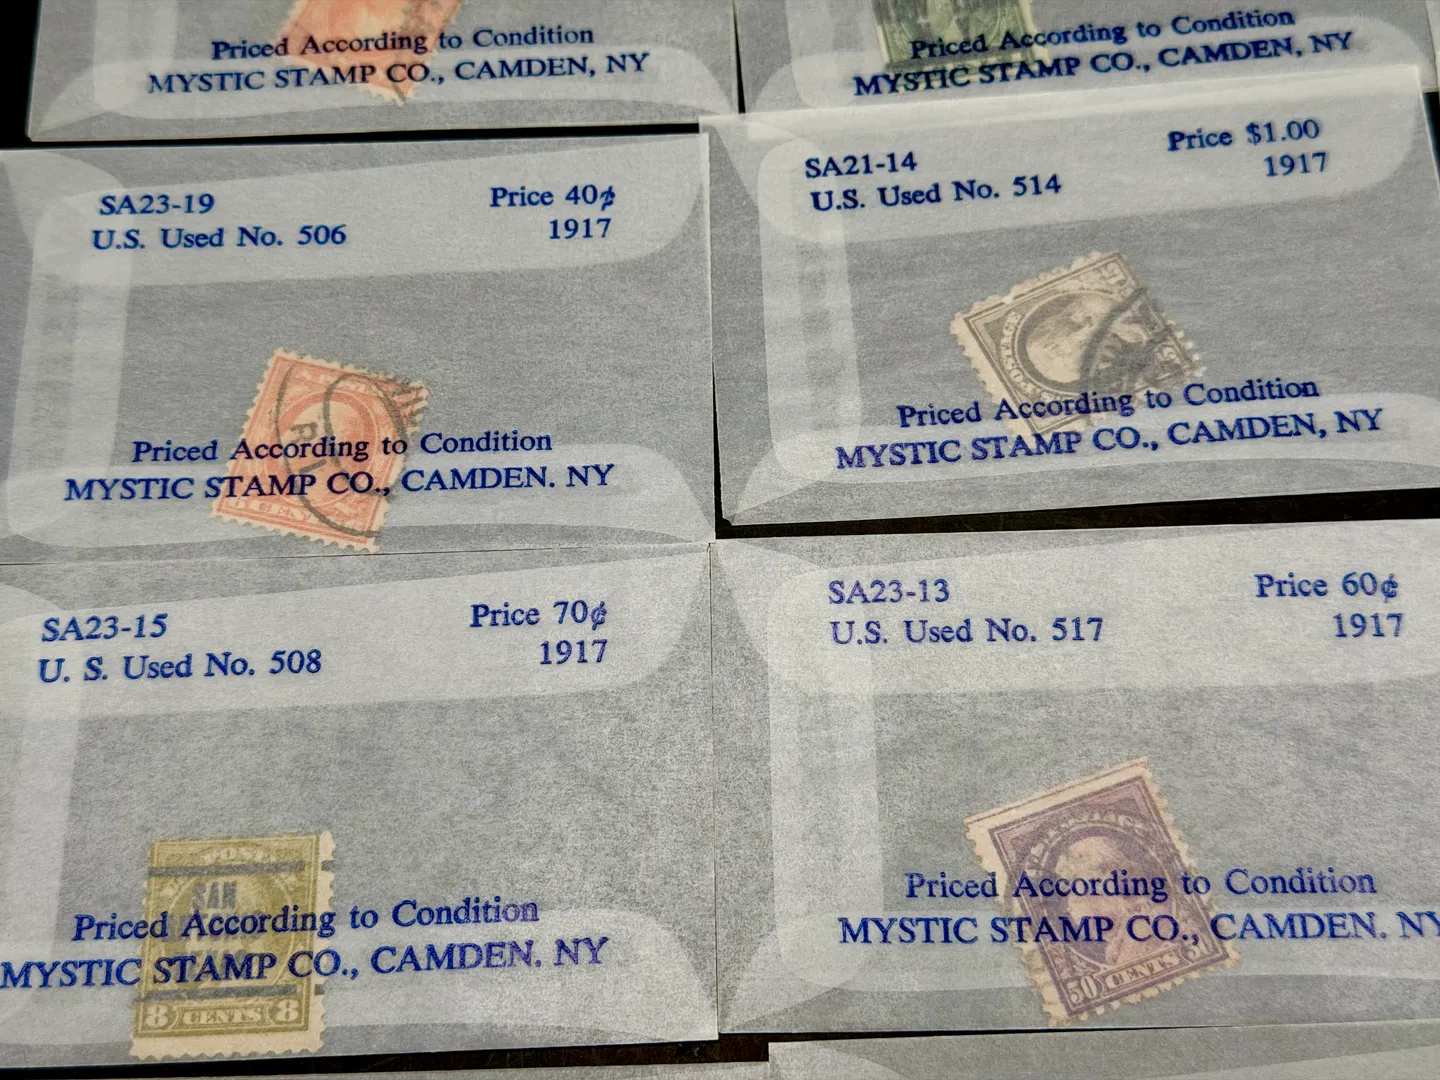 Priced According to Condition
MYSTIC STAMP CO., CAMDEN, NY
Priced According to Condition
MYSTIC STAMP CO., CAMDEN, NY
SA23-19 Price 40¢
U.S. Used No. 506 1917
Priced According to Condition
MYSTIC STAMP CO., CAMDEN. NY
SA21-14 Price $1.00
U.S. Used No. 514 1917
POSTAGE
Priced According to Condition
MYSTIC STAMP CO., CAMDEN, NY
SA23-15 Price 70¢
U. S. Used No. 508 1917
SAN
Priced According to Condition
MYSTIC STAMP CO., CAMDEN. NY
8 CENTS 8
SA23-13 Price 60¢
U.S. Used No. 517 1917
Priced According to Condition
MYSTIC STAMP CO., CAMDEN. NY
50 CENTS 50